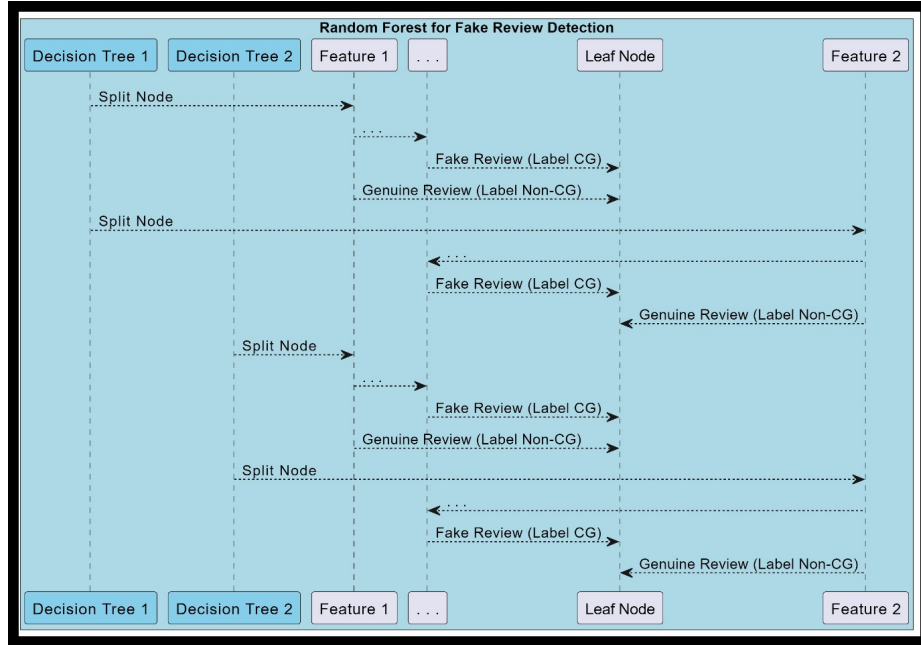 Random Forest for Fake Review Detection
Decision Tree 1 Decision Tree 2 Feature 1 . . . Leaf Node Feature 2
Split Node
. . .
Fake Review (Label CG)
Genuine Review (Label Non-CG)
Split Node
. . .
Fake Review (Label CG)
Genuine Review (Label Non-CG)
Split Node
. . .
Fake Review (Label CG)
Genuine Review (Label Non-CG)
Split Node
. . .
Fake Review (Label CG)
Genuine Review (Label Non-CG)
Decision Tree 1 Decision Tree 2 Feature 1 . . . Leaf Node Feature 2